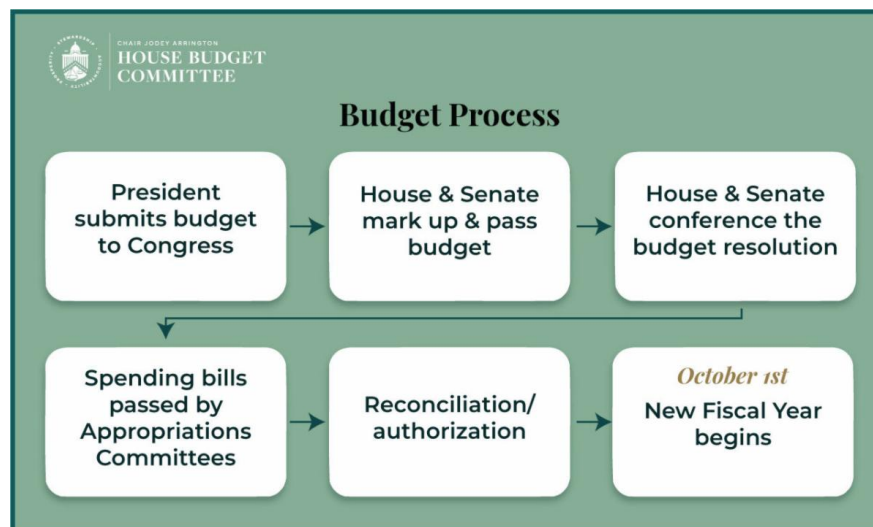 CHAIR JODEY ARRINGTON
HOUSE BUDGET
COMMITTEE
Budget Process
President
submits budget
to Congress
House & Senate
mark up & pass
budget
House & Senate
conference the
budget resolution
Spending bills
passed by
Appropriations
Committees
Reconciliation/
authorization
October 1st
New Fiscal Year
begins